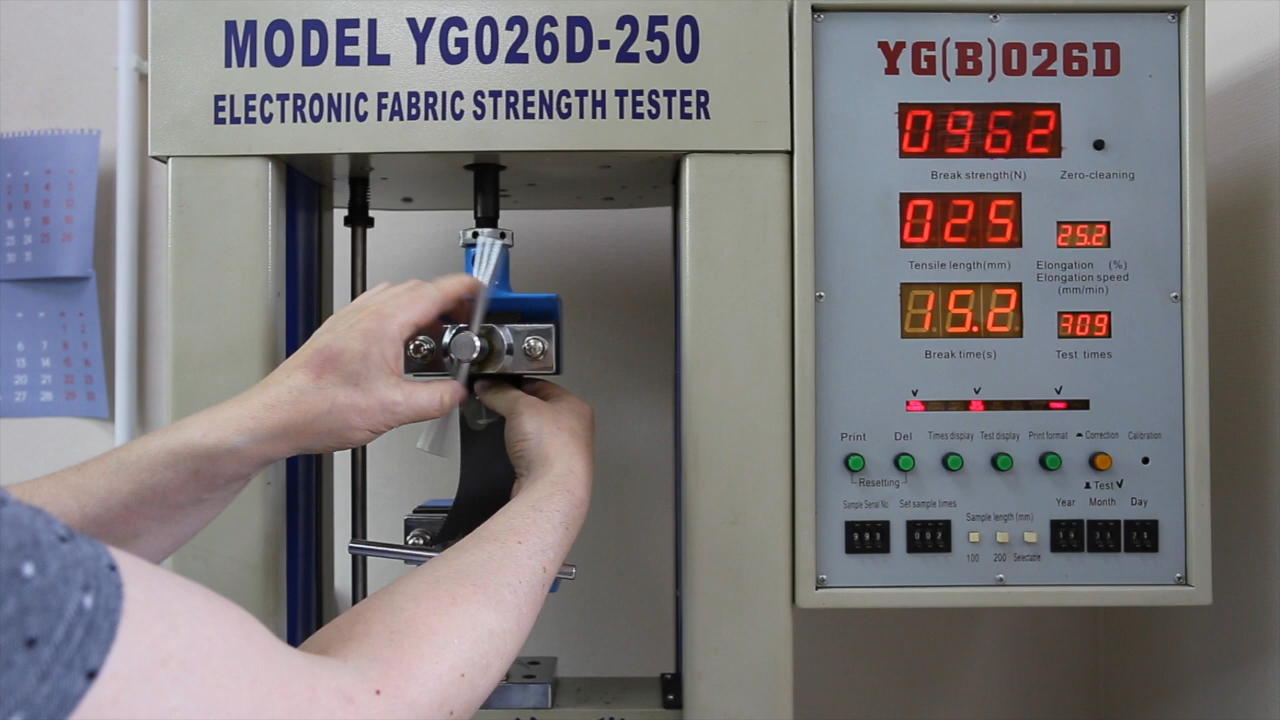 MODEL YG026D-250
ELECTRONIC FABRIC STRENGTH TESTER
YG(B)026D
0962
Break strength(N)
Zero-cleaning
025
25.2
Tensile length(mm)
Elongation (%)
Elongation speed
(mm/min)
15.2
309
Break time(s)
Test times
Print
Del
Times display
Test display
Print format
Correction
Calibration
Resetting
Test √
Sample Serial No
Set sample times
Sample length (mm)
Year
Month
Day
993
002
100
200
Selectable